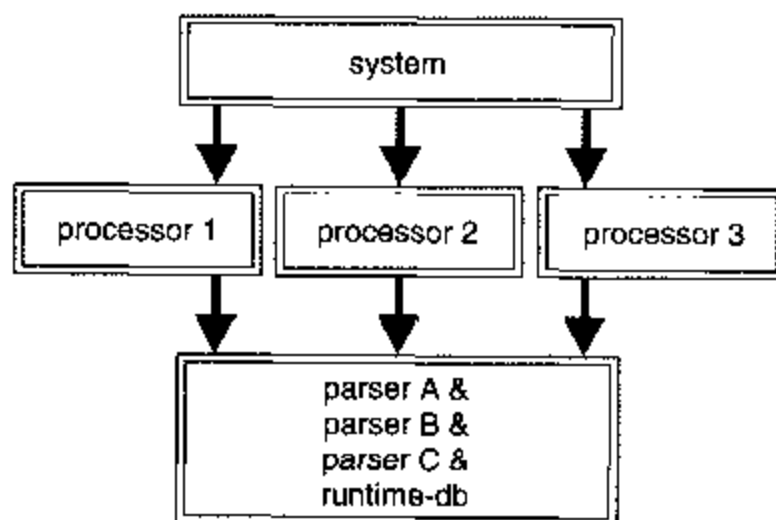 system
processor 1
processor 2
processor 3
parser A &
parser B &
parser C &
runtime-db